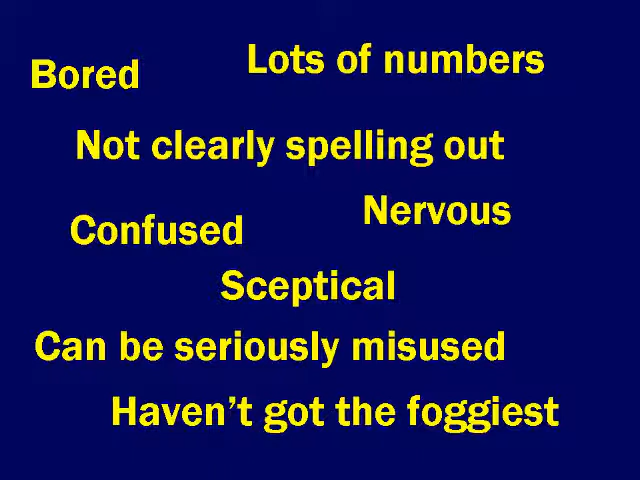 Bored
Lots of numbers
Not clearly spelling out
Nervous
Confused
Sceptical
Can be seriously misused
Haven't got the foggiest